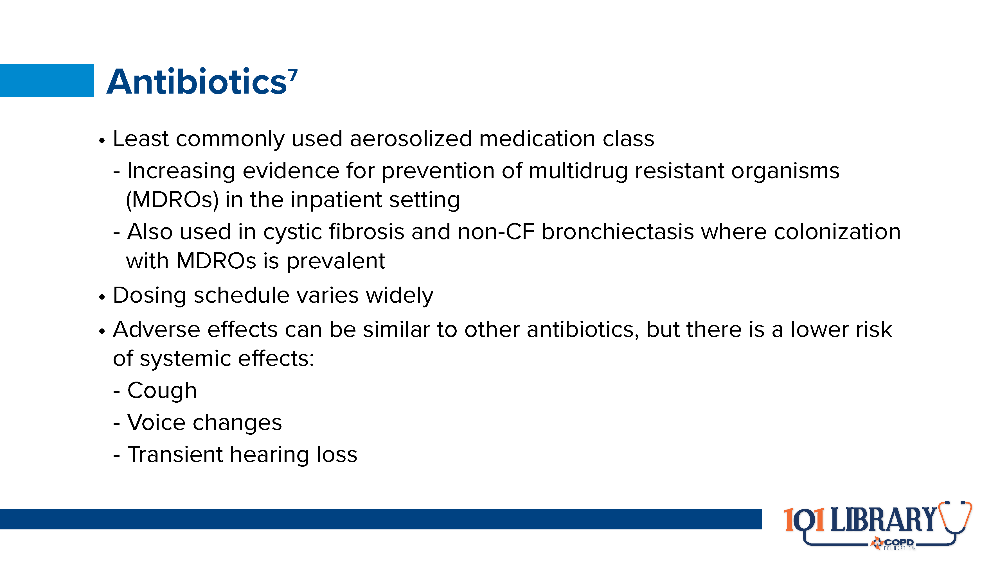 Antibiotics⁷
• Least commonly used aerosolized medication class
- Increasing evidence for prevention of multidrug resistant organisms
(MDROs) in the inpatient setting
- Also used in cystic fibrosis and non-CF bronchiectasis where colonization
with MDROs is prevalent
• Dosing schedule varies widely
• Adverse effects can be similar to other antibiotics, but there is a lower risk
of systemic effects:
- Cough
- Voice changes
- Transient hearing loss
101 LIBRARY
COPD
FOUNDATION®